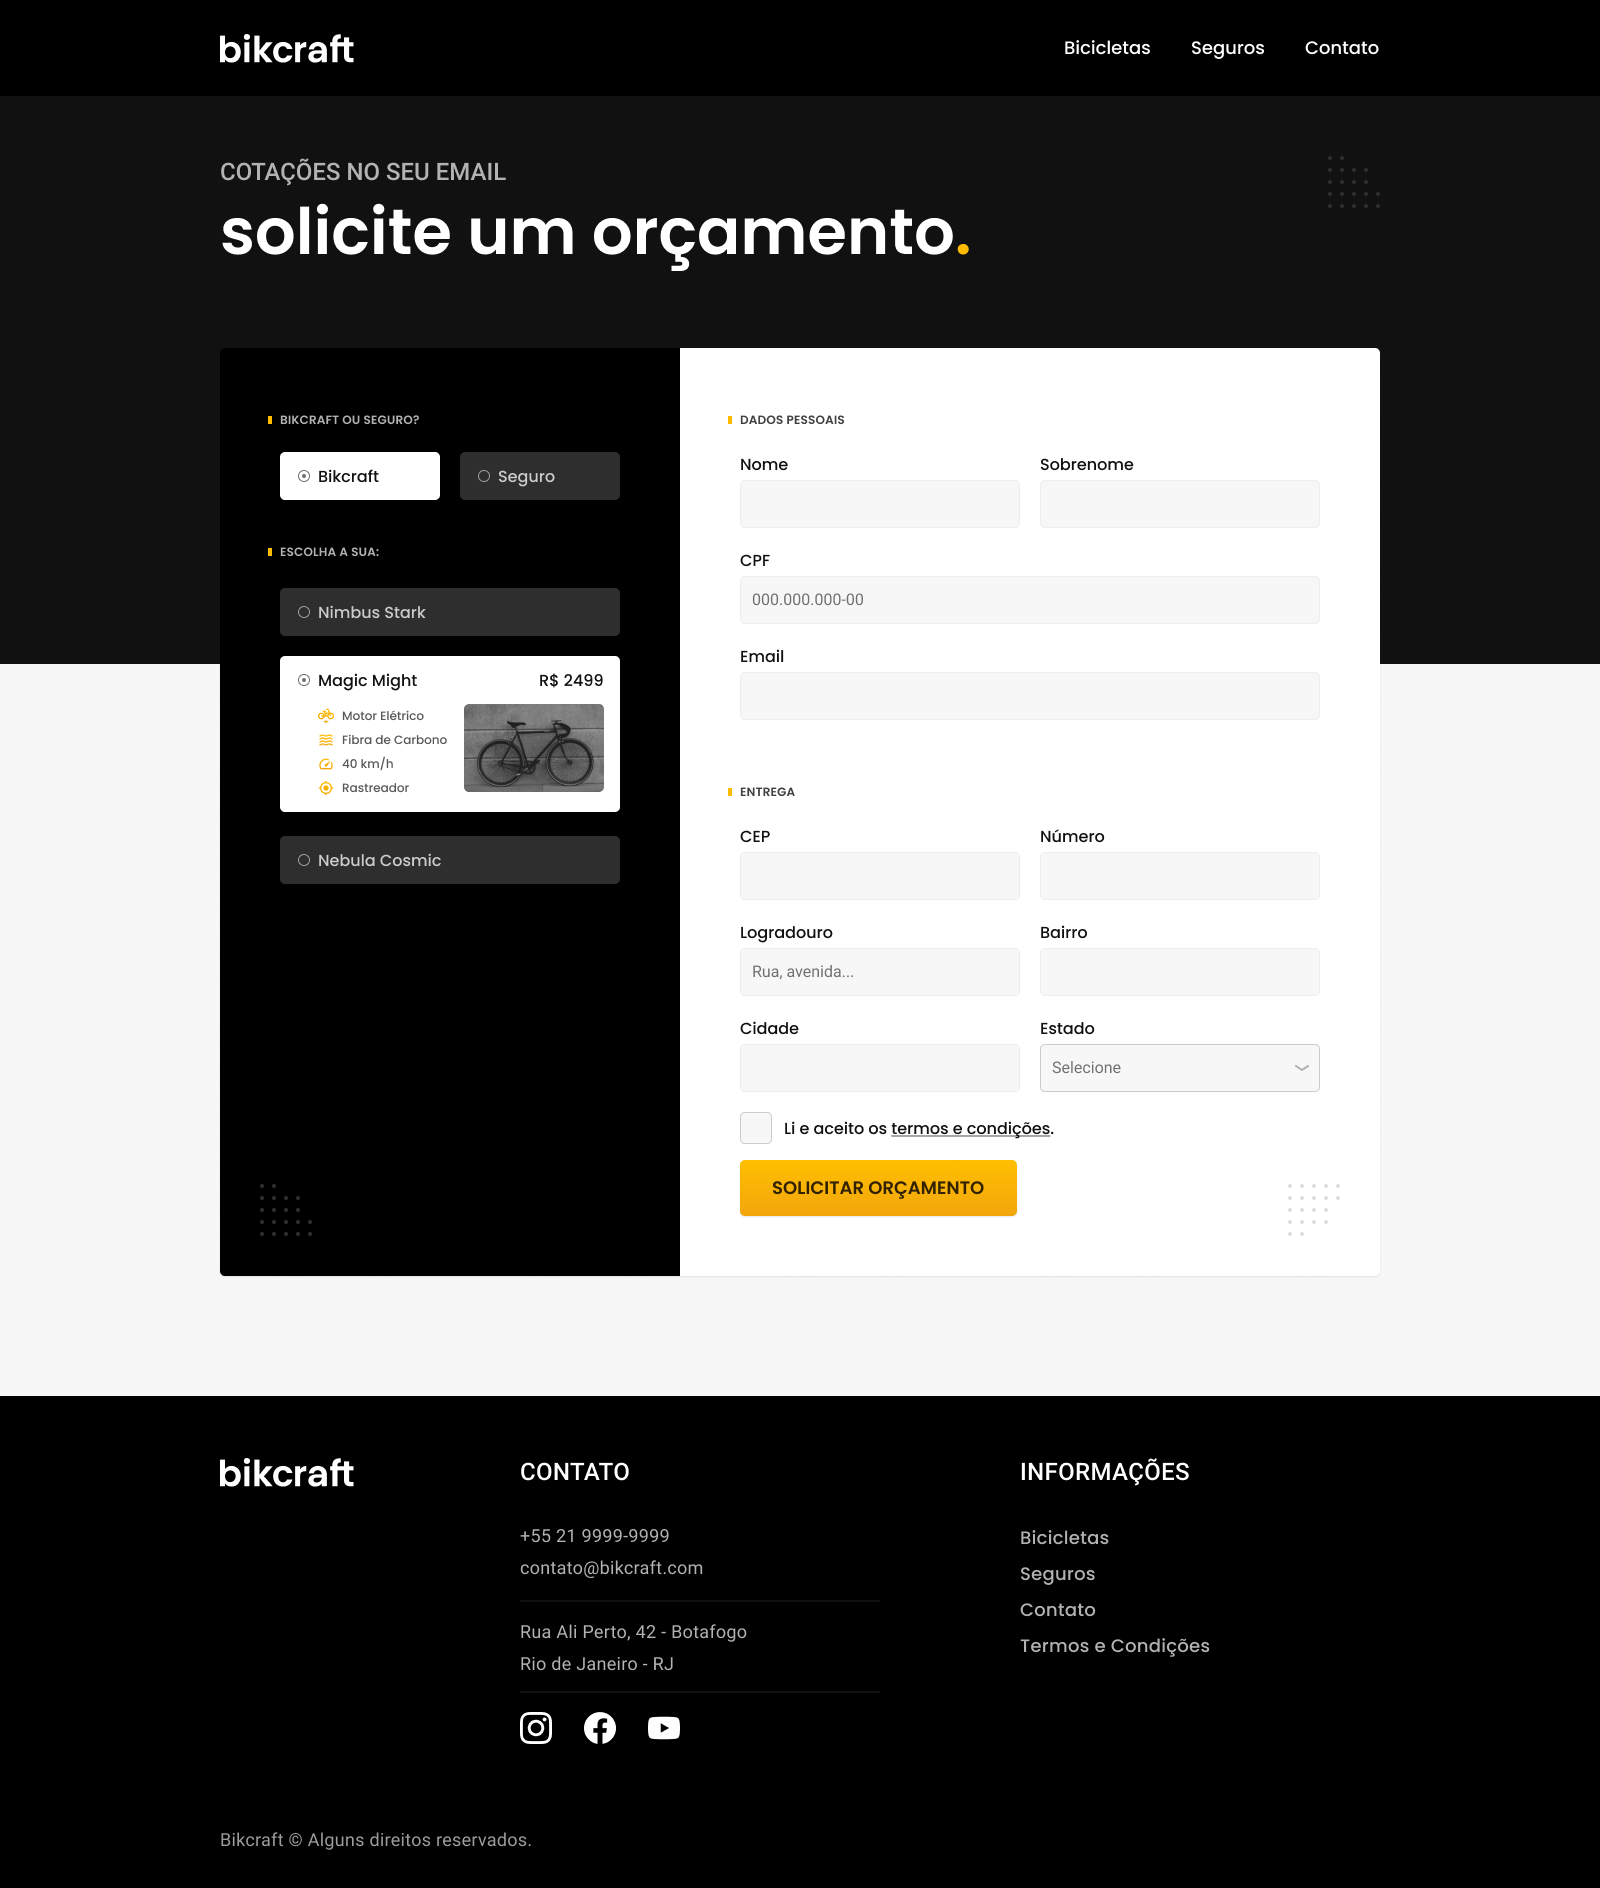 bikcraft
Bicicletas
Seguros
Contato
COTAÇÕES NO SEU EMAIL
solicite um orçamento.
BIKCRAFT OU SEGURO?
Bikcraft
Seguro
ESCOLHA A SUA:
Nimbus Stark
Magic Might
R$ 2499
Motor Elétrico
Fibra de Carbono
40 km/h
Rastreador
Nebula Cosmic
DADOS PESSOAIS
Nome
Sobrenome
CPF
000.000.000-00
Email
ENTREGA
CEP
Número
Logradouro
Bairro
Rua, avenida...
Cidade
Estado
Selecione
Li e aceito os termos e condições.
SOLICITAR ORÇAMENTO
bikcraft
CONTATO
+55 21 9999-9999
contato@bikcraft.com
Rua Ali Perto, 42 - Botafogo
Rio de Janeiro - RJ
INFORMAÇÕES
Bicicletas
Seguros
Contato
Termos e Condições
Bikcraft © Alguns direitos reservados.